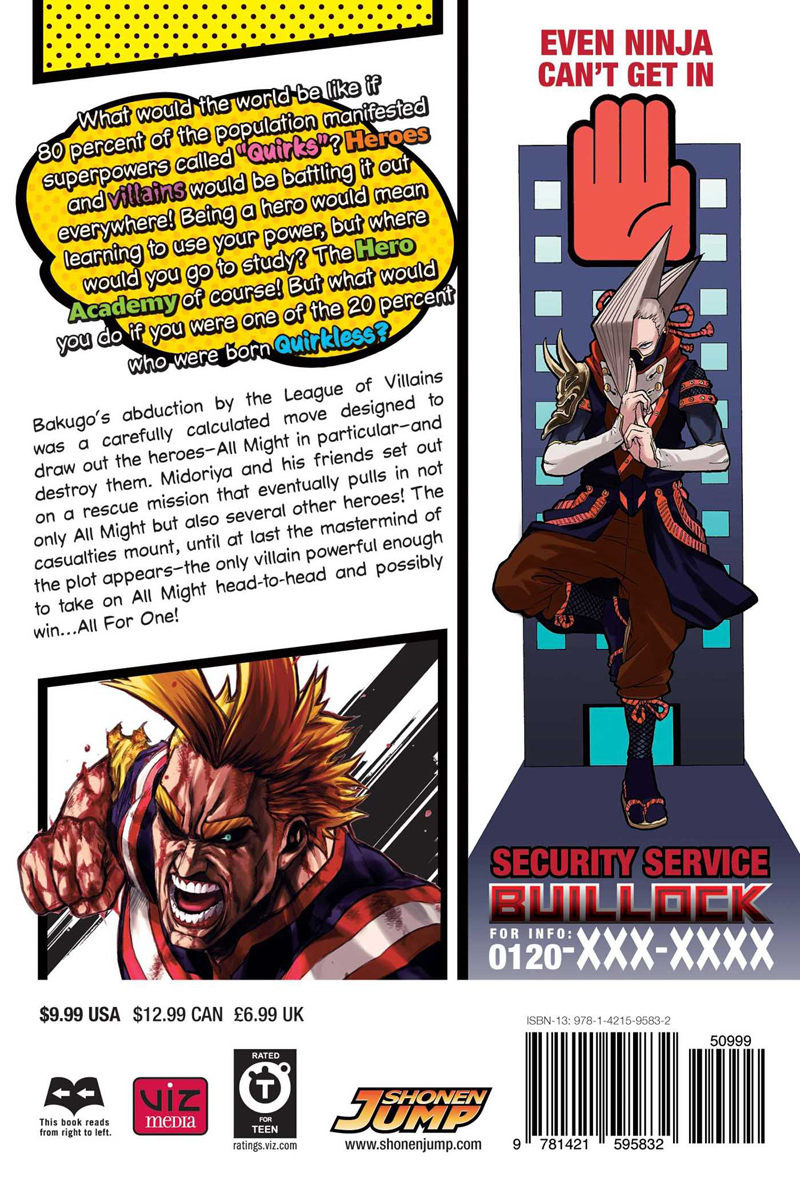 What would the world be like if
80 percent of the population manifested
superpowers called "Quirks"? Heroes
and villains would be battling it out
everywhere! Being a hero would mean
learning to use your power, but where
would you go to study? The Hero
Academy of course! But what would
you do if you were one of the 20 percent
who were born Quirkless?
Bakugo's abduction by the League of Villains
was a carefully calculated move designed to
draw out the heroes—All Might in particular—and
destroy them. Midoriya and his friends set out
on a rescue mission that eventually pulls in not
only All Might but also several other heroes! The
casualties mount, until at last the mastermind of
the plot appears—the only villain powerful enough
to take on All Might head-to-head and possibly
win...All For One!
EVEN NINJA
CAN'T GET IN
SECURITY SERVICE
BUILLOCK
FOR INFO:
0120-XXX-XXXX
$9.99 USA $12.99 CAN £6.99 UK
This book reads
from right to left.
VIZ
MEDIA
RATED
T
FOR
TEEN
ratings.viz.com
SHONEN
JUMP
www.shonenjump.com
ISBN-13: 978-1-4215-9583-2
50999
9 781421 595832